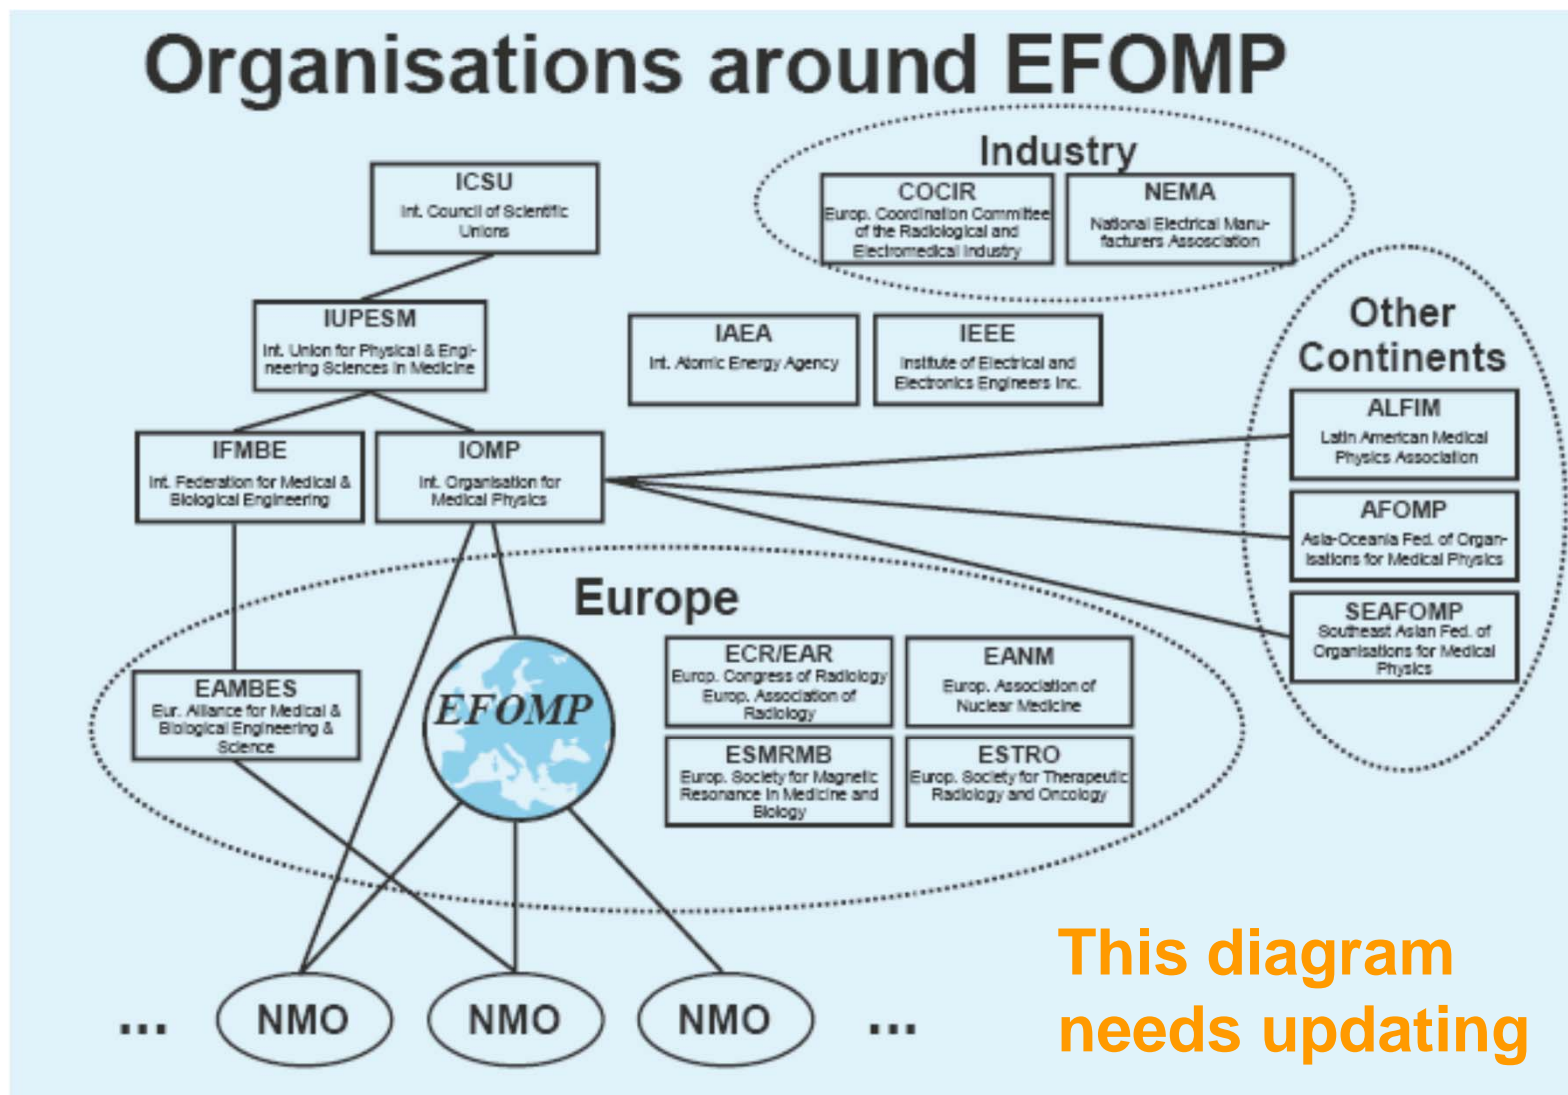 Organisations around EFOMP
Industry
ICSU
Int. Council of Scientific
Unions
COCIR
Europ. Coordination Committee
of the Radiological and
Electromedical Industry
NEMA
National Electrical Manu-
facturers Assosciation
IUPESM
Int. Union for Physical & Engi-
neering Sciences in Medicine
IAEA
Int. Atomic Energy Agency
IEEE
Institute of Electrical and
Electronics Engineers Inc.
Other
Continents
ALFIM
Latin American Medical
Physics Association
IFMBE
Int. Federation for Medical &
Biological Engineering
IOMP
Int. Organisation for
Medical Physics
AFOMP
Asia-Oceania Fed. of Organ-
isations for Medical Physics
SEAFOMP
Southeast Asian Fed. of
Organisations for Medical
Physics
Europe
EAMBES
Eur. Alliance for Medical &
Biological Engineering &
Science
EFOMP
ECR/EAR
Europ. Congress of Radiology
Europ. Association of
Radiology
EANM
Europ. Association of
Nuclear Medicine
ESMRMB
Europ. Society for Magnetic
Resonance in Medicine and
Biology
ESTRO
Europ. Society for Therapeutic
Radiology and Oncology
... NMO NMO NMO ...
This diagram
needs updating